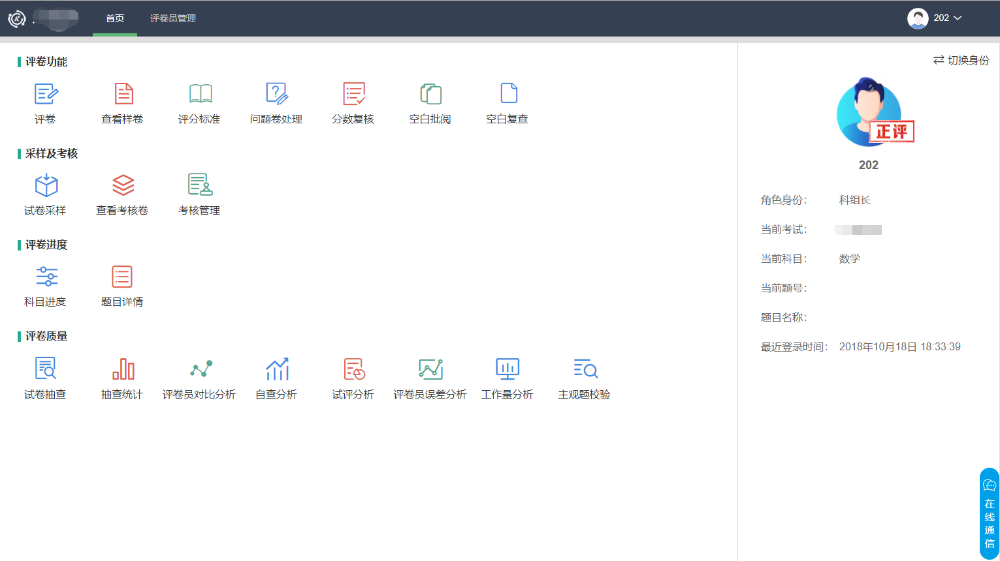 首页 评卷员管理 202
切换身份
评卷功能
评卷 查看样卷 评分标准 问题卷处理 分数复核 空白批阅 空白复查
采样及考核
试卷采样 查看考核卷 考核管理
评卷进度
科目进度 题目详情
评卷质量
试卷抽查 抽查统计 评卷员对比分析 自查分析 试评分析 评卷员误差分析 工作量分析 主观题校验
正评
202
角色身份： 科组长
当前考试：
当前科目： 数学
当前题号：
题目名称：
最近登录时间： 2018年10月18日 18:33:39
在线通信